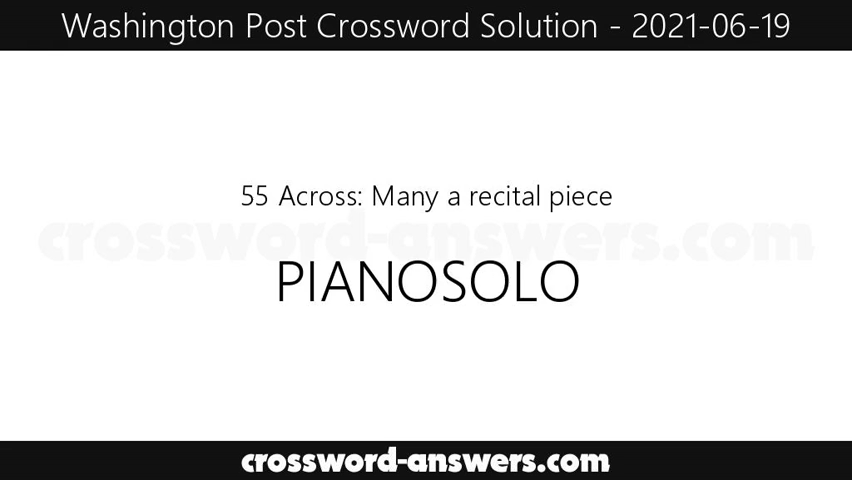 Washington Post Crossword Solution - 2021-06-19
55 Across: Many a recital piece
crossword-answers.com
PIANOSOLO
crossword-answers.com